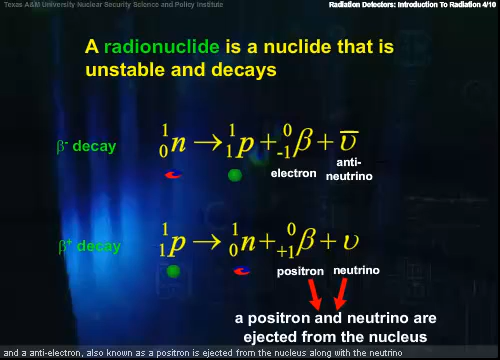 Texas A&M University Nuclear Security Science and Policy Institute
Radiation Detectors: Introduction To Radiation 4/10
A radionuclide is a nuclide that is
unstable and decays
β- decay
¹₀n → ¹₁p + ⁰₋₁β + ῡ
electron
anti-
neutrino
β+ decay
¹₁p → ¹₀n + ⁰₊₁β + υ
positron neutrino
a positron and neutrino are
ejected from the nucleus
and a anti-electron, also known as a positron is ejected from the nucleus along with the neutrino